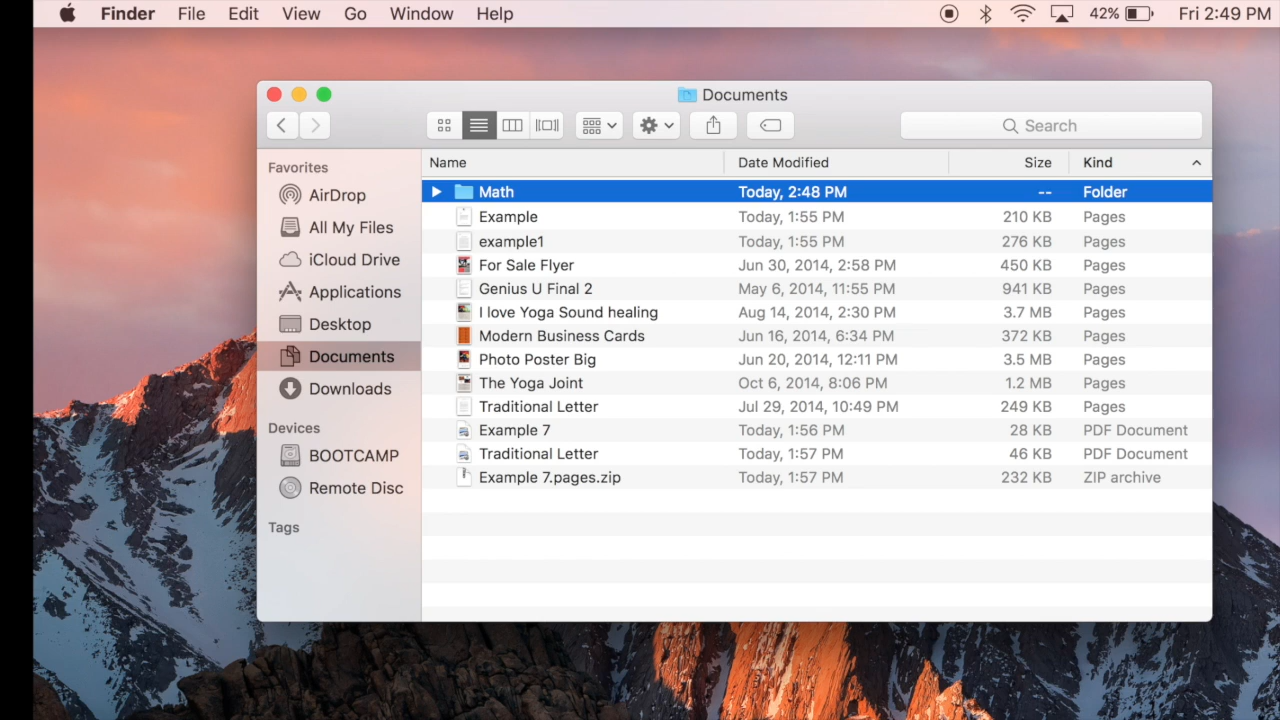 Finder File Edit View Go Window Help 42% Fri 2:49 PM
Documents
Search
Favorites
AirDrop
All My Files
iCloud Drive
Applications
Desktop
Documents
Downloads
Devices
BOOTCAMP
Remote Disc
Tags
Name Date Modified Size Kind
Math Today, 2:48 PM -- Folder
Example Today, 1:55 PM 210 KB Pages
example1 Today, 1:55 PM 276 KB Pages
For Sale Flyer Jun 30, 2014, 2:58 PM 450 KB Pages
Genius U Final 2 May 6, 2014, 11:55 PM 941 KB Pages
I love Yoga Sound healing Aug 14, 2014, 2:30 PM 3.7 MB Pages
Modern Business Cards Jun 16, 2014, 6:34 PM 372 KB Pages
Photo Poster Big Jun 20, 2014, 12:11 PM 3.5 MB Pages
The Yoga Joint Oct 6, 2014, 8:06 PM 1.2 MB Pages
Traditional Letter Jul 29, 2014, 10:49 PM 249 KB Pages
Example 7 Today, 1:56 PM 28 KB PDF Document
Traditional Letter Today, 1:57 PM 46 KB PDF Document
Example 7.pages.zip Today, 1:57 PM 232 KB ZIP archive